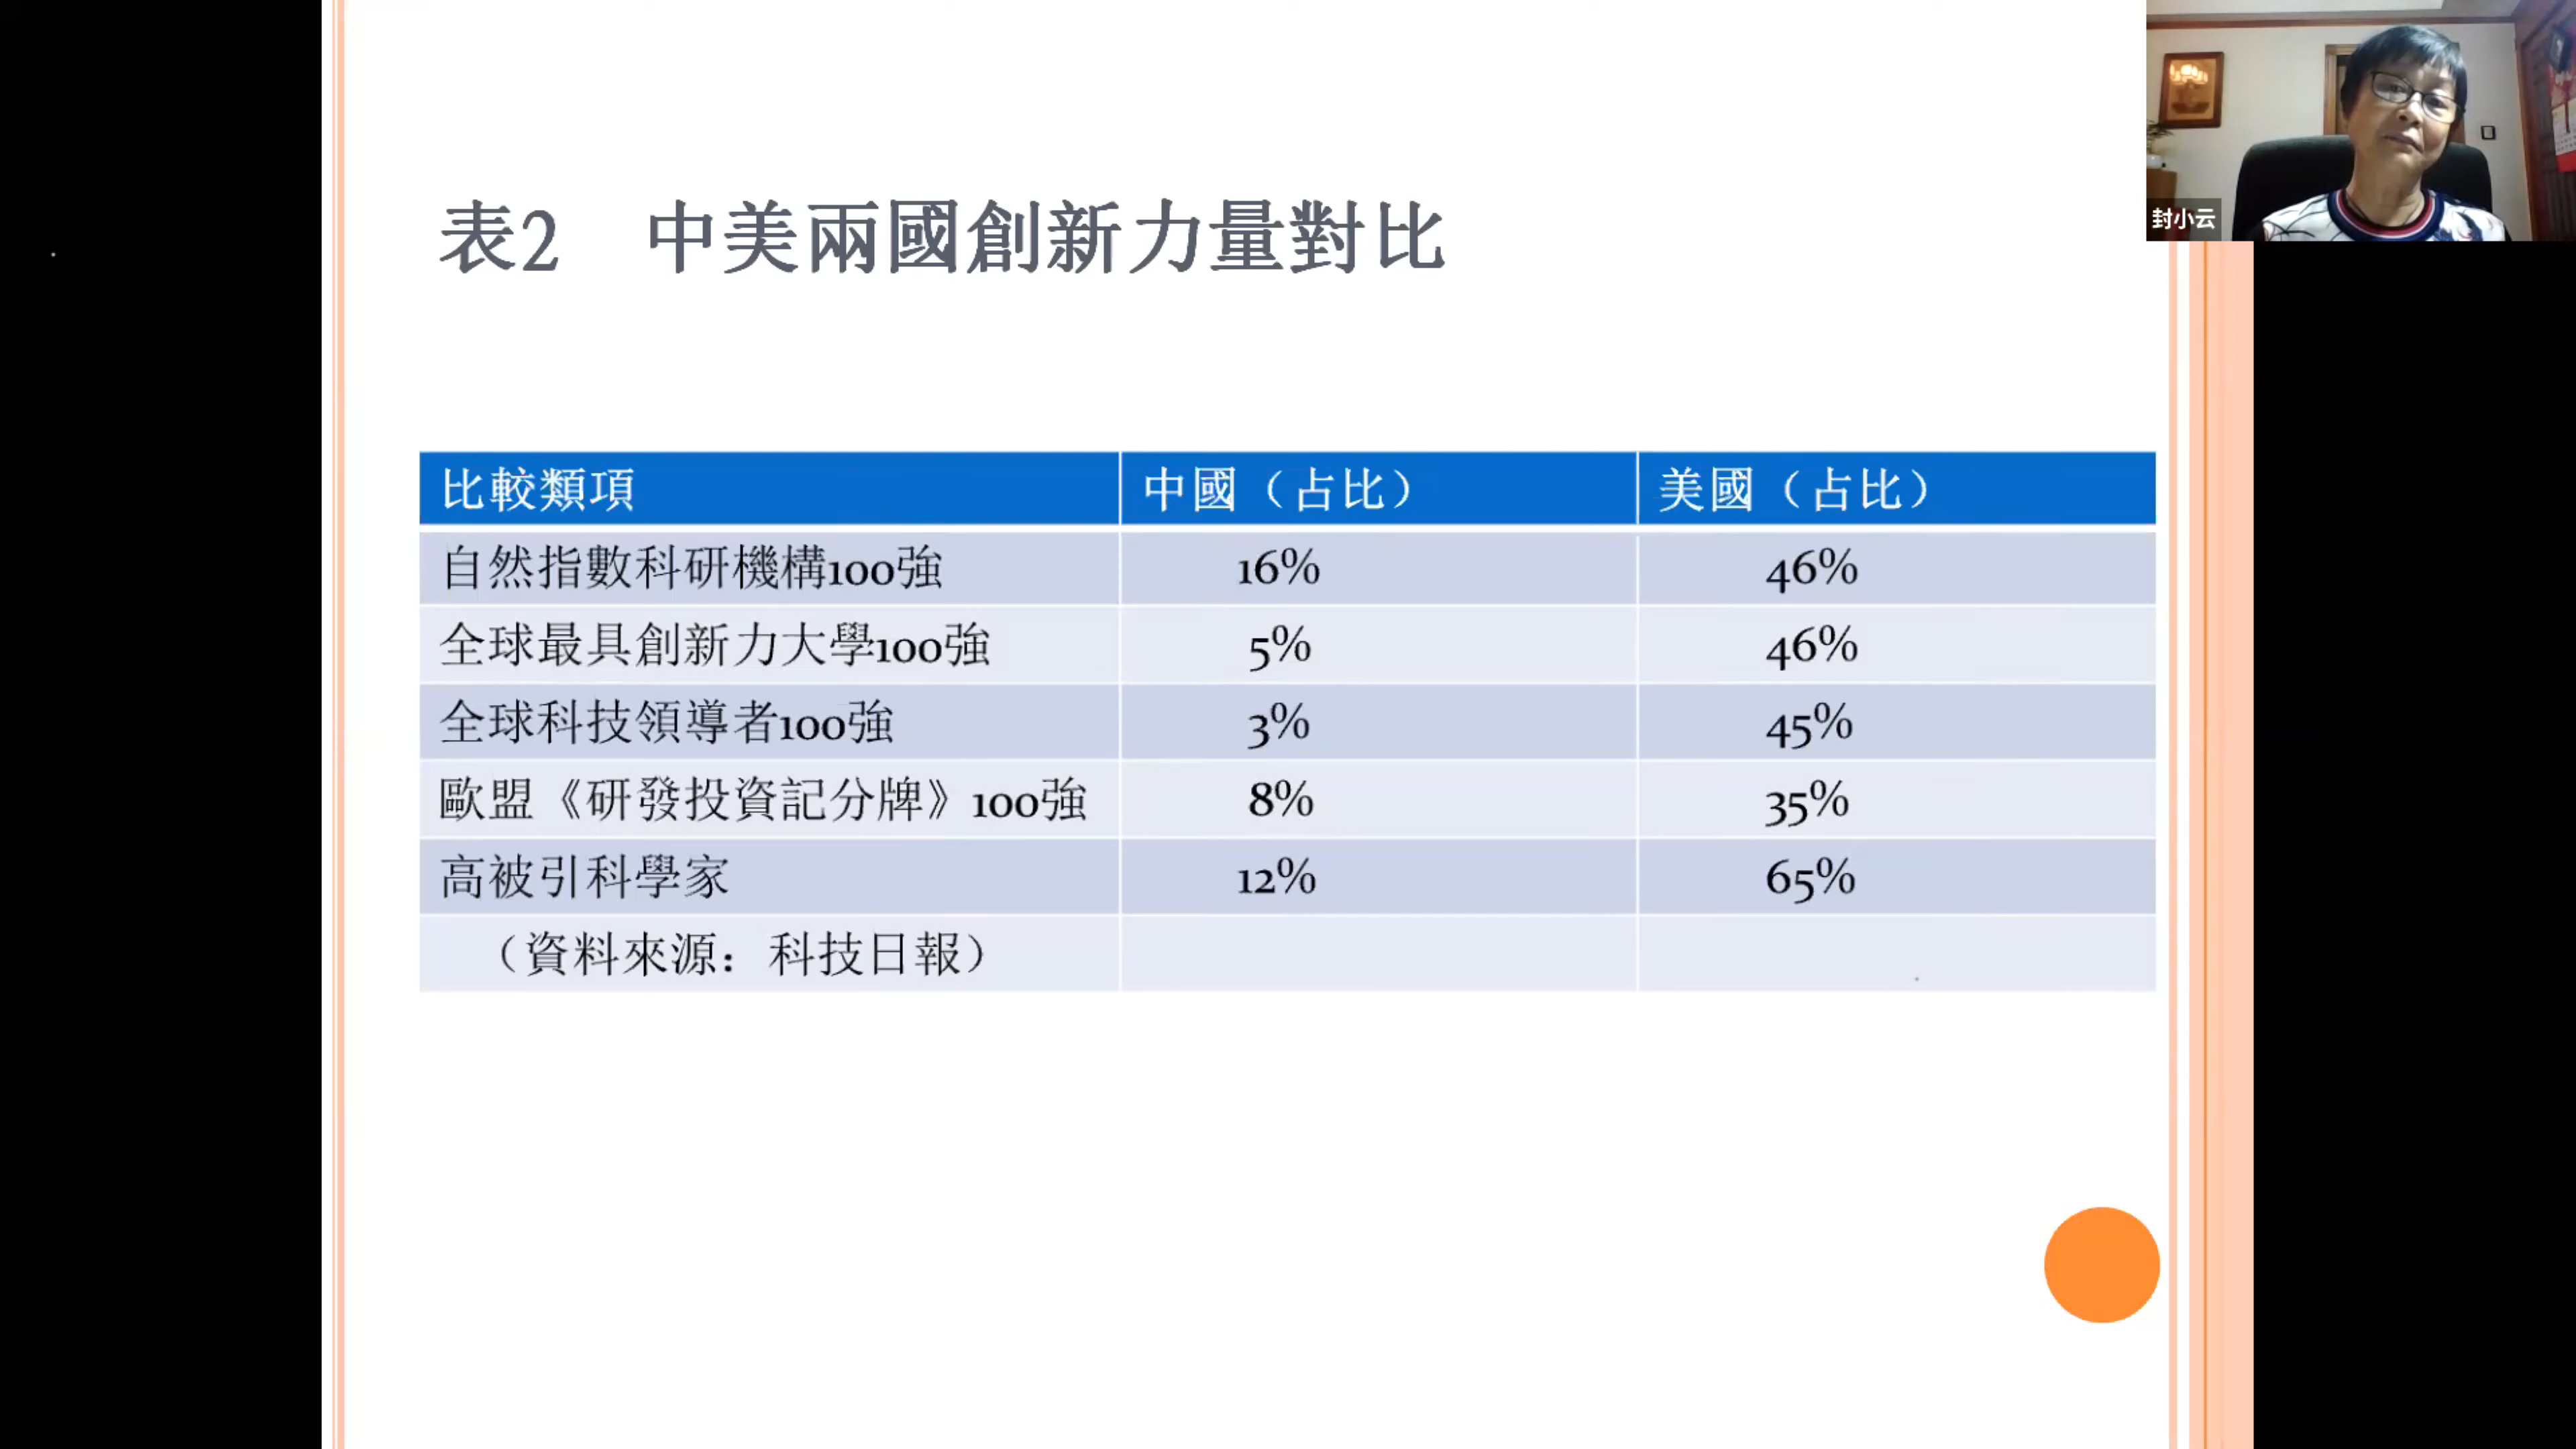 封小云
表2 中美兩國創新力量對比
比較類項 中國（占比） 美國（占比）
自然指數科研機構100強 16% 46%
全球最具創新力大學100強 5% 46%
全球科技領導者100強 3% 45%
歐盟《研發投資記分牌》100強 8% 35%
高被引科學家 12% 65%
（資料來源：科技日報）